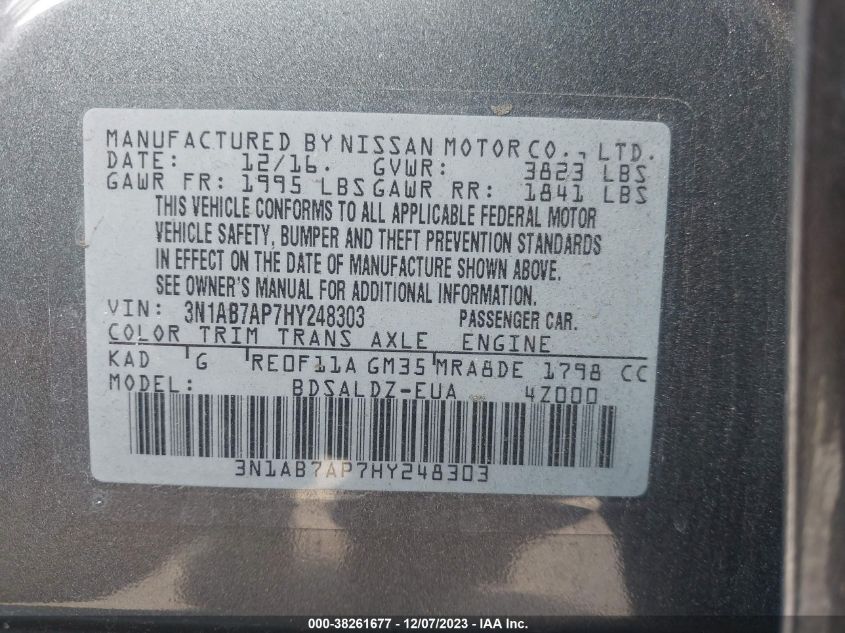 MANUFACTURED BY NISSAN MOTOR CO., LTD.
DATE: 12/16. GVWR: 3823 LBS
GAWR FR: 1995 LBS GAWR RR: 1841 LBS
THIS VEHICLE CONFORMS TO ALL APPLICABLE FEDERAL MOTOR
VEHICLE SAFETY, BUMPER AND THEFT PREVENTION STANDARDS
IN EFFECT ON THE DATE OF MANUFACTURE SHOWN ABOVE.
SEE OWNER'S MANUAL FOR ADDITIONAL INFORMATION.
VIN: 3N1AB7AP7HY248303 PASSENGER CAR.
COLOR TRIM TRANS AXLE ENGINE
KAD G RE0F11A GM35 MRA8DE 1798 CC
MODEL: BDSALDZ-EUA 4Z000
3N1AB7AP7HY248303
000-38261677 - 12/07/2023 - IAA Inc.